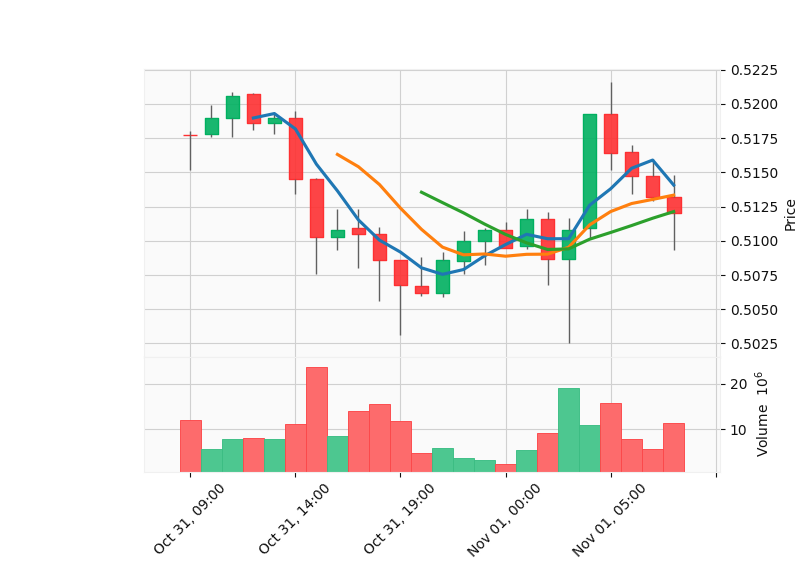 0.5225
0.5200
0.5175
0.5150
0.5125
0.5100
0.5075
0.5050
0.5025
Price
20
10
Volume 10⁶
Oct 31, 09:00
Oct 31, 14:00
Oct 31, 19:00
Nov 01, 00:00
Nov 01, 05:00